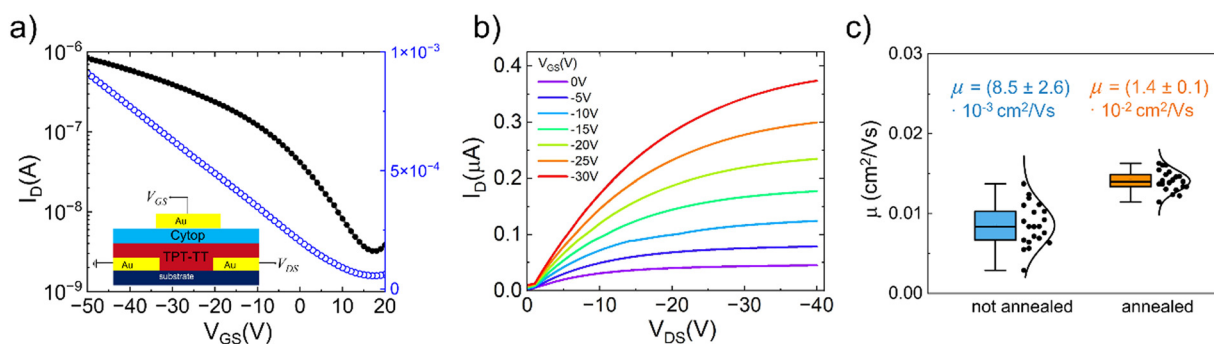 a)
10⁻⁶
10⁻⁷
10⁻⁸
10⁻⁹
I_D(A)
1×10⁻³
5×10⁻⁴
0
V_GS
Au
Cytop
TPT-TT
Au
Au
V_DS
substrate
-50 -40 -30 -20 -10 0 10 20
V_GS(V)
b)
0.4
0.3
0.2
0.1
0.0
I_D(μA)
V_GS(V)
0V
-5V
-10V
-15V
-20V
-25V
-30V
0 -10 -20 -30 -40
V_DS(V)
c)
0.03
0.02
0.01
0.00
μ (cm²/Vs)
μ = (8.5 ± 2.6)
· 10⁻³ cm²/Vs
μ = (1.4 ± 0.1)
· 10⁻² cm²/Vs
not annealed
annealed